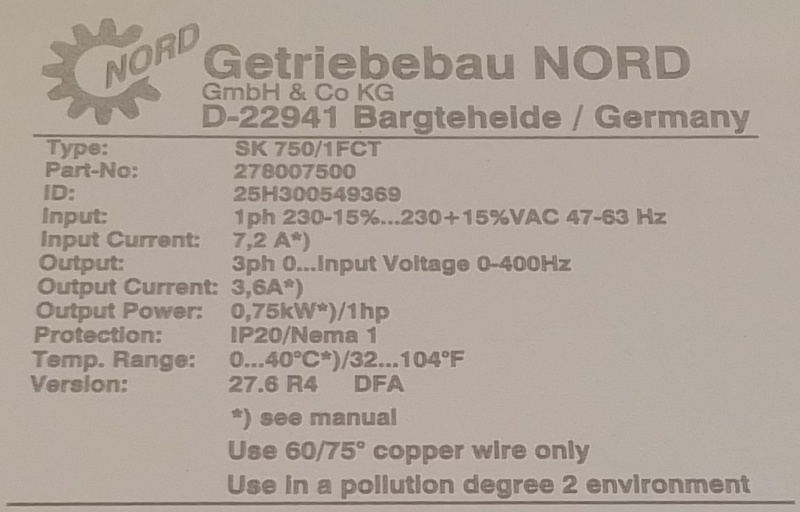 NORD
Getriebebau NORD
GmbH & Co KG
D-22941 Bargteheide / Germany
Type: SK 750/1FCT
Part-No: 278007500
ID: 25H300549369
Input: 1ph 230-15%...230+15%VAC 47-63 Hz
Input Current: 7,2 A*)
Output: 3ph 0...Input Voltage 0-400Hz
Output Current: 3,6A*)
Output Power: 0,75kW*)/1hp
Protection: IP20/Nema 1
Temp. Range: 0...40°C*)/32...104°F
Version: 27.6 R4 DFA
*) see manual
Use 60/75° copper wire only
Use in a pollution degree 2 environment